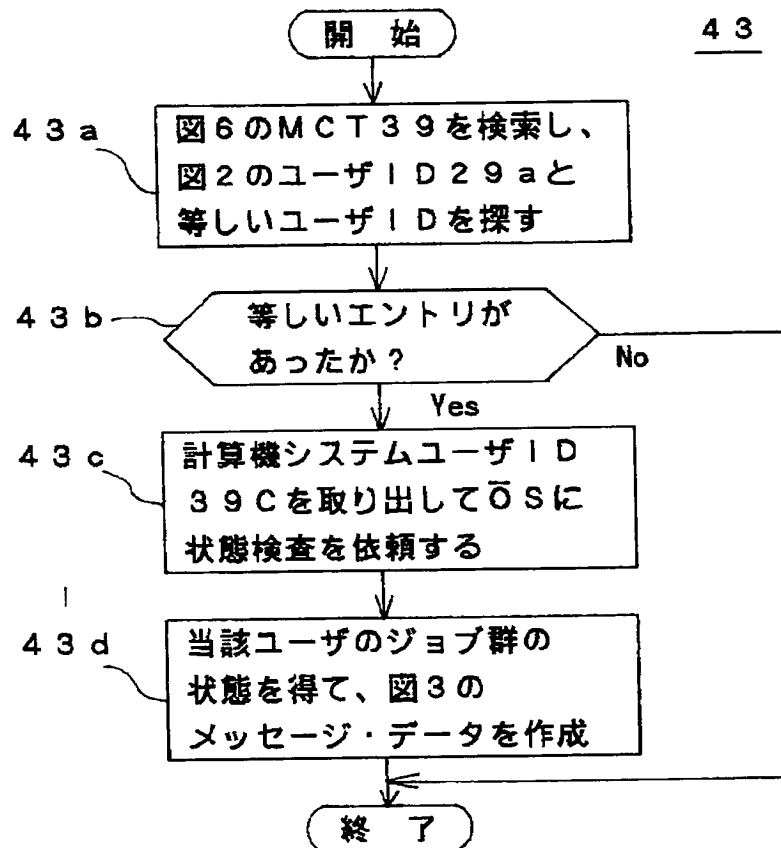 開 始
43
43a
図6のMCT39を検索し、
図2のユーザID29aと
等しいユーザIDを探す
43b
等しいエントリが
あったか?
No
Yes
43c
計算機システムユーザID
39Cを取り出してOSに
状態検査を依頼する
43d
当該ユーザのジョブ群の
状態を得て、図3の
メッセージ・データを作成
終 了